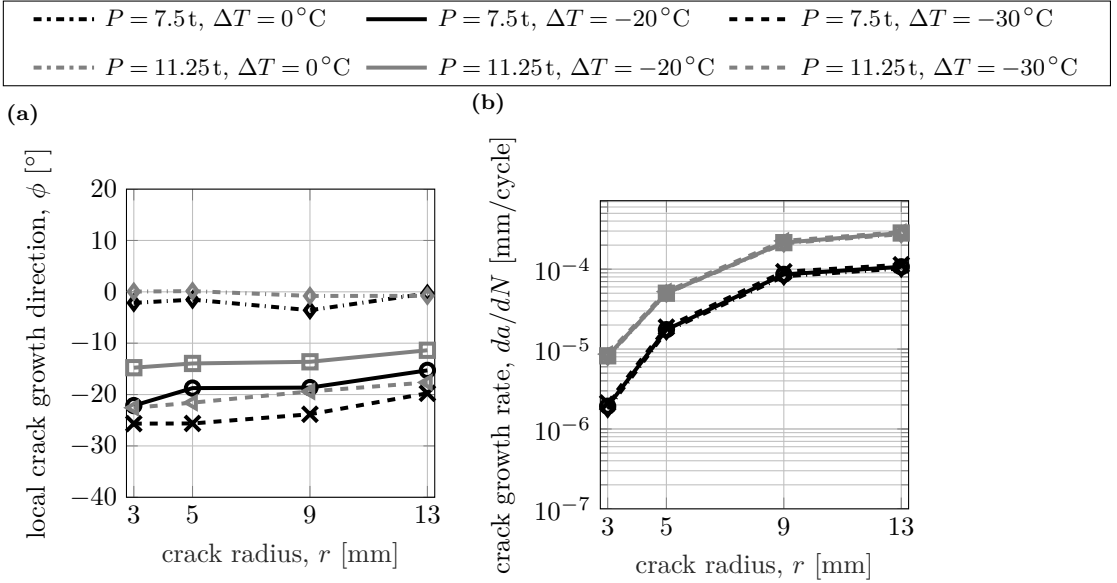 P = 7.5 t, ΔT = 0 °C P = 7.5 t, ΔT = −20 °C P = 7.5 t, ΔT = −30 °C
P = 11.25 t, ΔT = 0 °C P = 11.25 t, ΔT = −20 °C P = 11.25 t, ΔT = −30 °C
(a)
local crack growth direction, ϕ [°]
20
10
0
−10
−20
−30
−40
3 5 9 13
crack radius, r [mm]
(b)
crack growth rate, da/dN [mm/cycle]
10⁻⁴
10⁻⁵
10⁻⁶
10⁻⁷
3 5 9 13
crack radius, r [mm]